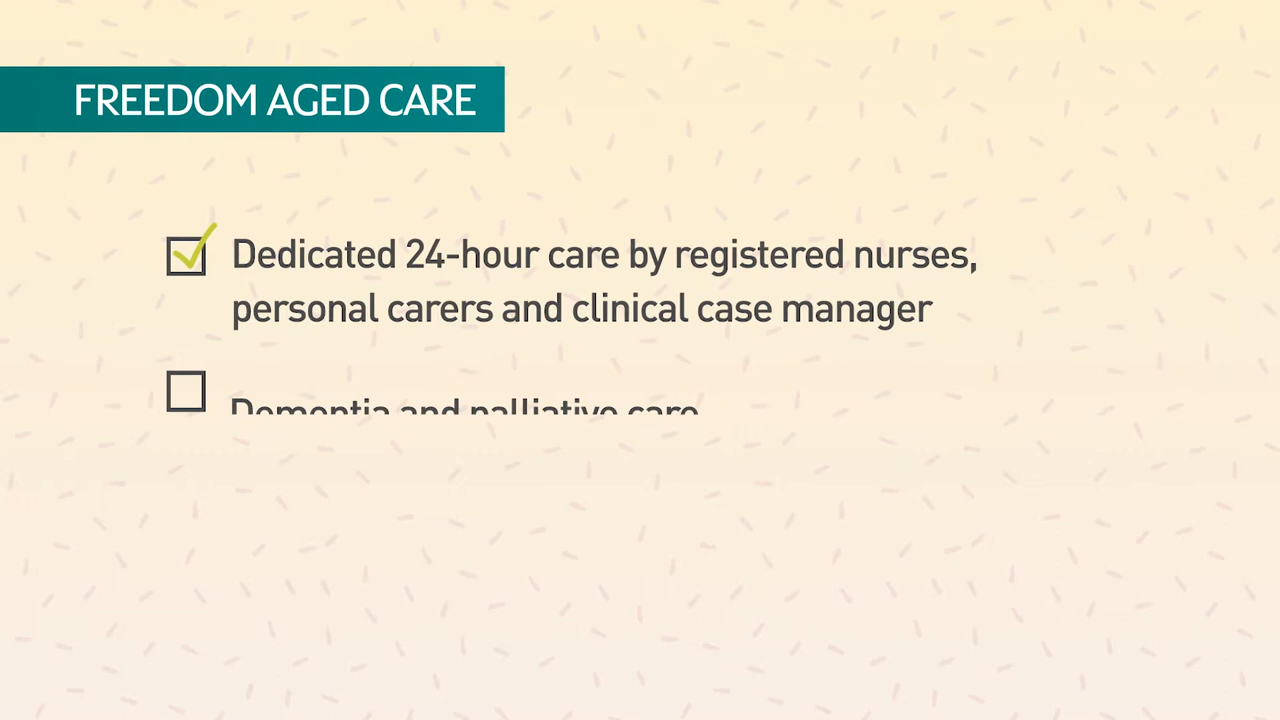 FREEDOM AGED CARE
Dedicated 24-hour care by registered nurses,
personal carers and clinical case manager
Dementia and palliative care